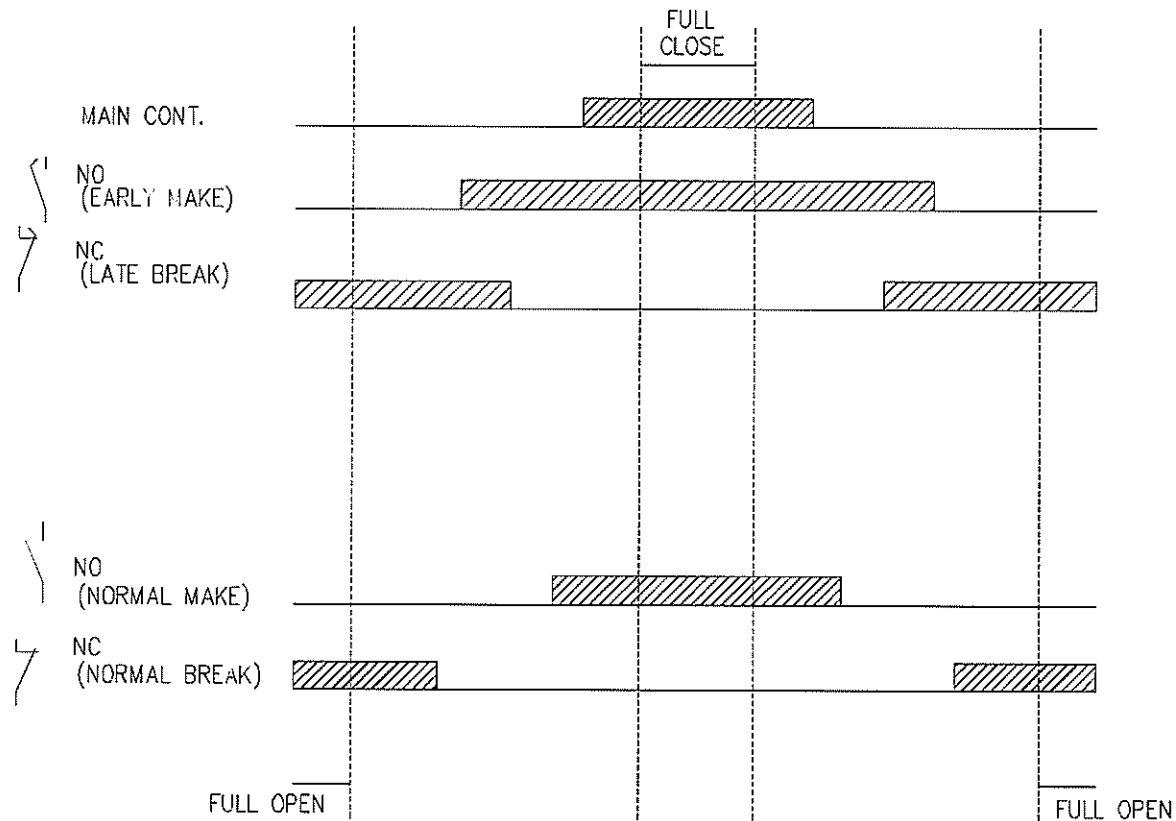 FULL
CLOSE
MAIN CONT.
NO
(EARLY MAKE)
NC
(LATE BREAK)
NO
(NORMAL MAKE)
NC
(NORMAL BREAK)
FULL OPEN
FULL OPEN